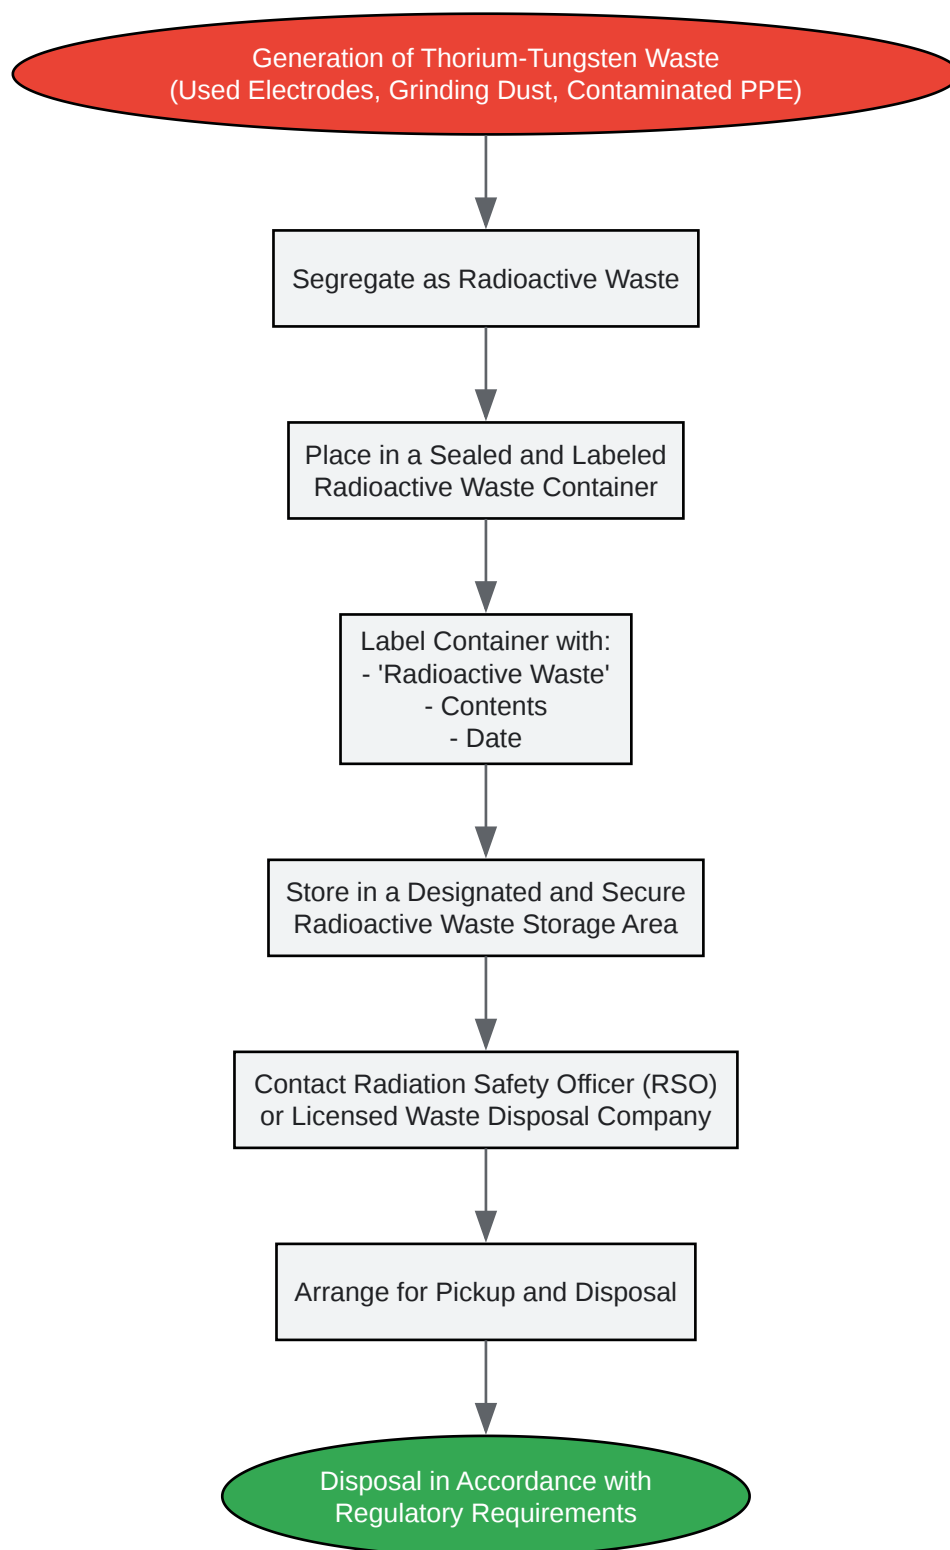 Generation of Thorium-Tungsten Waste
(Used Electrodes, Grinding Dust, Contaminated PPE)
Segregate as Radioactive Waste
Place in a Sealed and Labeled
Radioactive Waste Container
Label Container with:
- 'Radioactive Waste'
- Contents
- Date
Store in a Designated and Secure
Radioactive Waste Storage Area
Contact Radiation Safety Officer (RSO)
or Licensed Waste Disposal Company
Arrange for Pickup and Disposal
Disposal in Accordance with
Regulatory Requirements